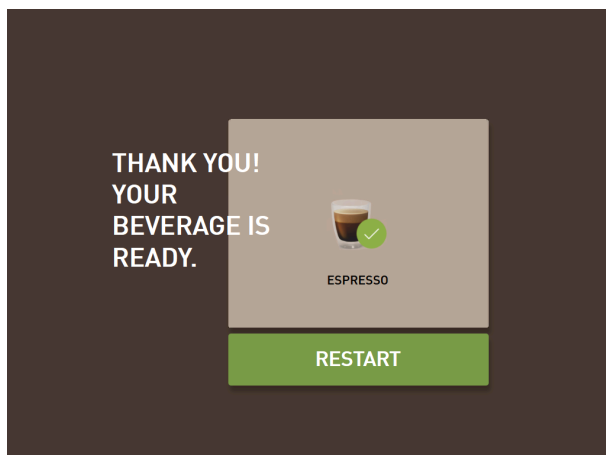 THANK YOU!
YOUR
BEVERAGE IS
READY.
ESPRESSO
RESTART